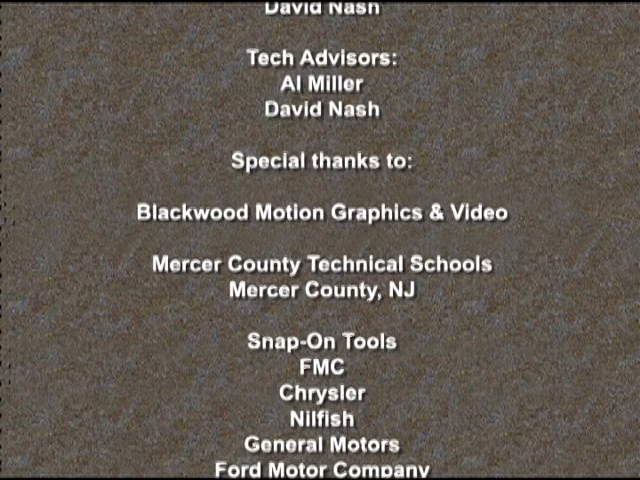 David Nash
Tech Advisors:
Al Miller
David Nash
Special thanks to:
Blackwood Motion Graphics & Video
Mercer County Technical Schools
Mercer County, NJ
Snap-On Tools
FMC
Chrysler
Nilfish
General Motors
Ford Motor Company